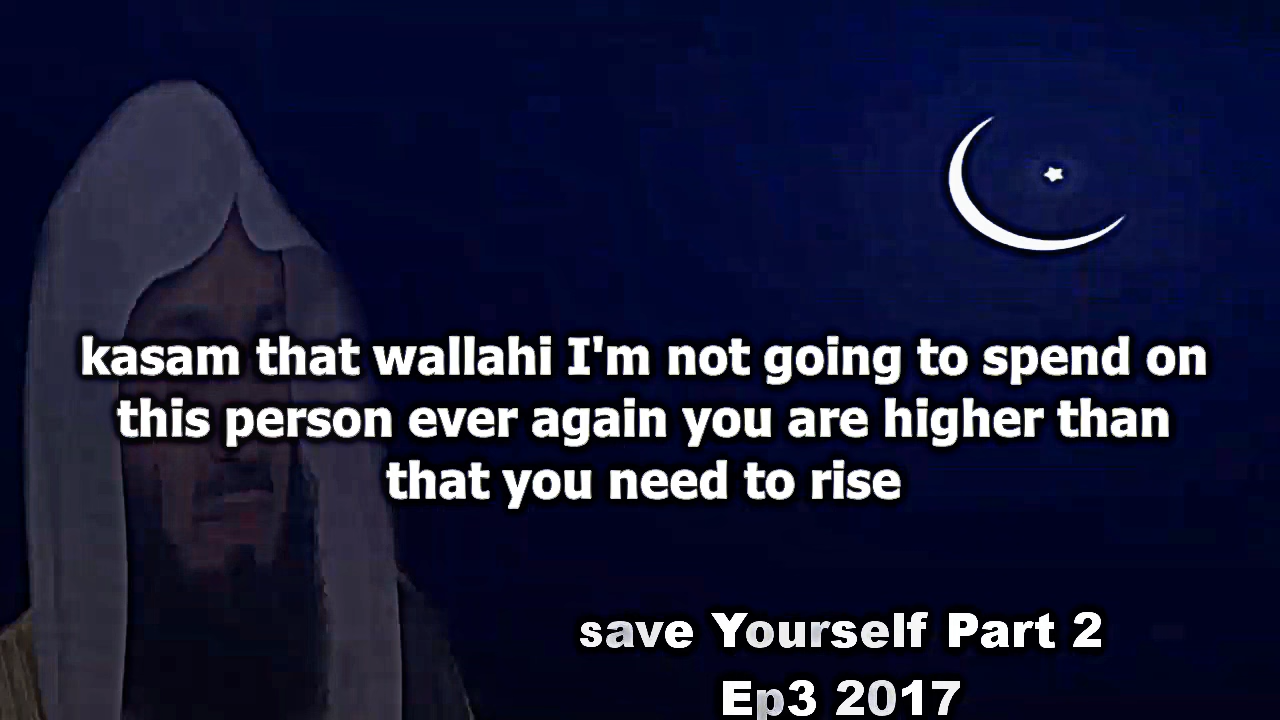 kasam that wallahi I'm not going to spend on
this person ever again you are higher than
that you need to rise
save Yourself Part 2
Ep3 2017